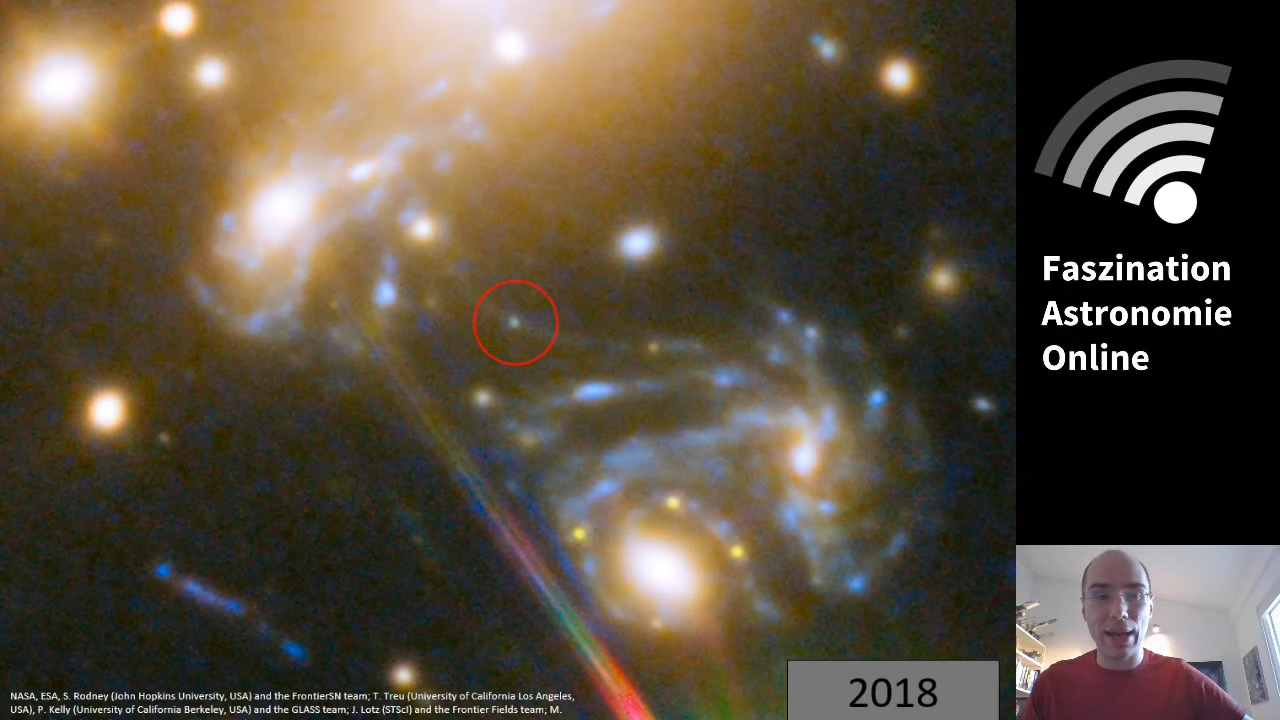 Faszination
Astronomie
Online
2018
NASA, ESA, S. Rodney (John Hopkins University, USA) and the FrontierSN team; T. Treu (University of California Los Angeles,
USA), P. Kelly (University of California Berkeley, USA) and the GLASS team; J. Lotz (STScI) and the Frontier Fields team; M.